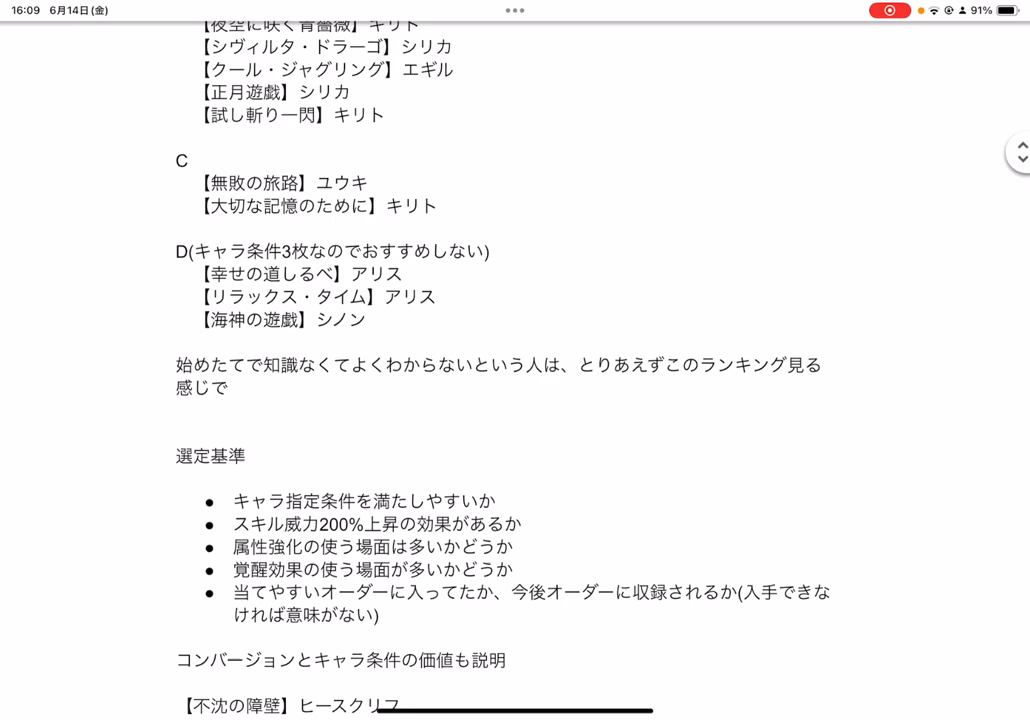 16:09 6月14日(金)
91%
【夜空に咲く青薔薇】キリト
【シヴィルタ・ドラーゴ】シリカ
【クール・ジャグリング】エギル
【正月遊戯】シリカ
【試し斬り一閃】キリト
C
【無敗の旅路】ユウキ
【大切な記憶のために】キリト
D(キャラ条件3枚なのでおすすめしない)
【幸せの道しるべ】アリス
【リラックス・タイム】アリス
【海神の遊戯】シノン
始めたてで知識なくてよくわからないという人は、とりあえずこのランキング見る
感じで
選定基準
● キャラ指定条件を満たしやすいか
● スキル威力200%上昇の効果があるか
● 属性強化の使う場面は多いかどうか
● 覚醒効果の使う場面が多いかどうか
● 当てやすいオーダーに入ってたか、今後オーダーに収録されるか(入手できな
ければ意味がない)
コンバージョンとキャラ条件の価値も説明
【不沈の障壁】ヒースクリフ